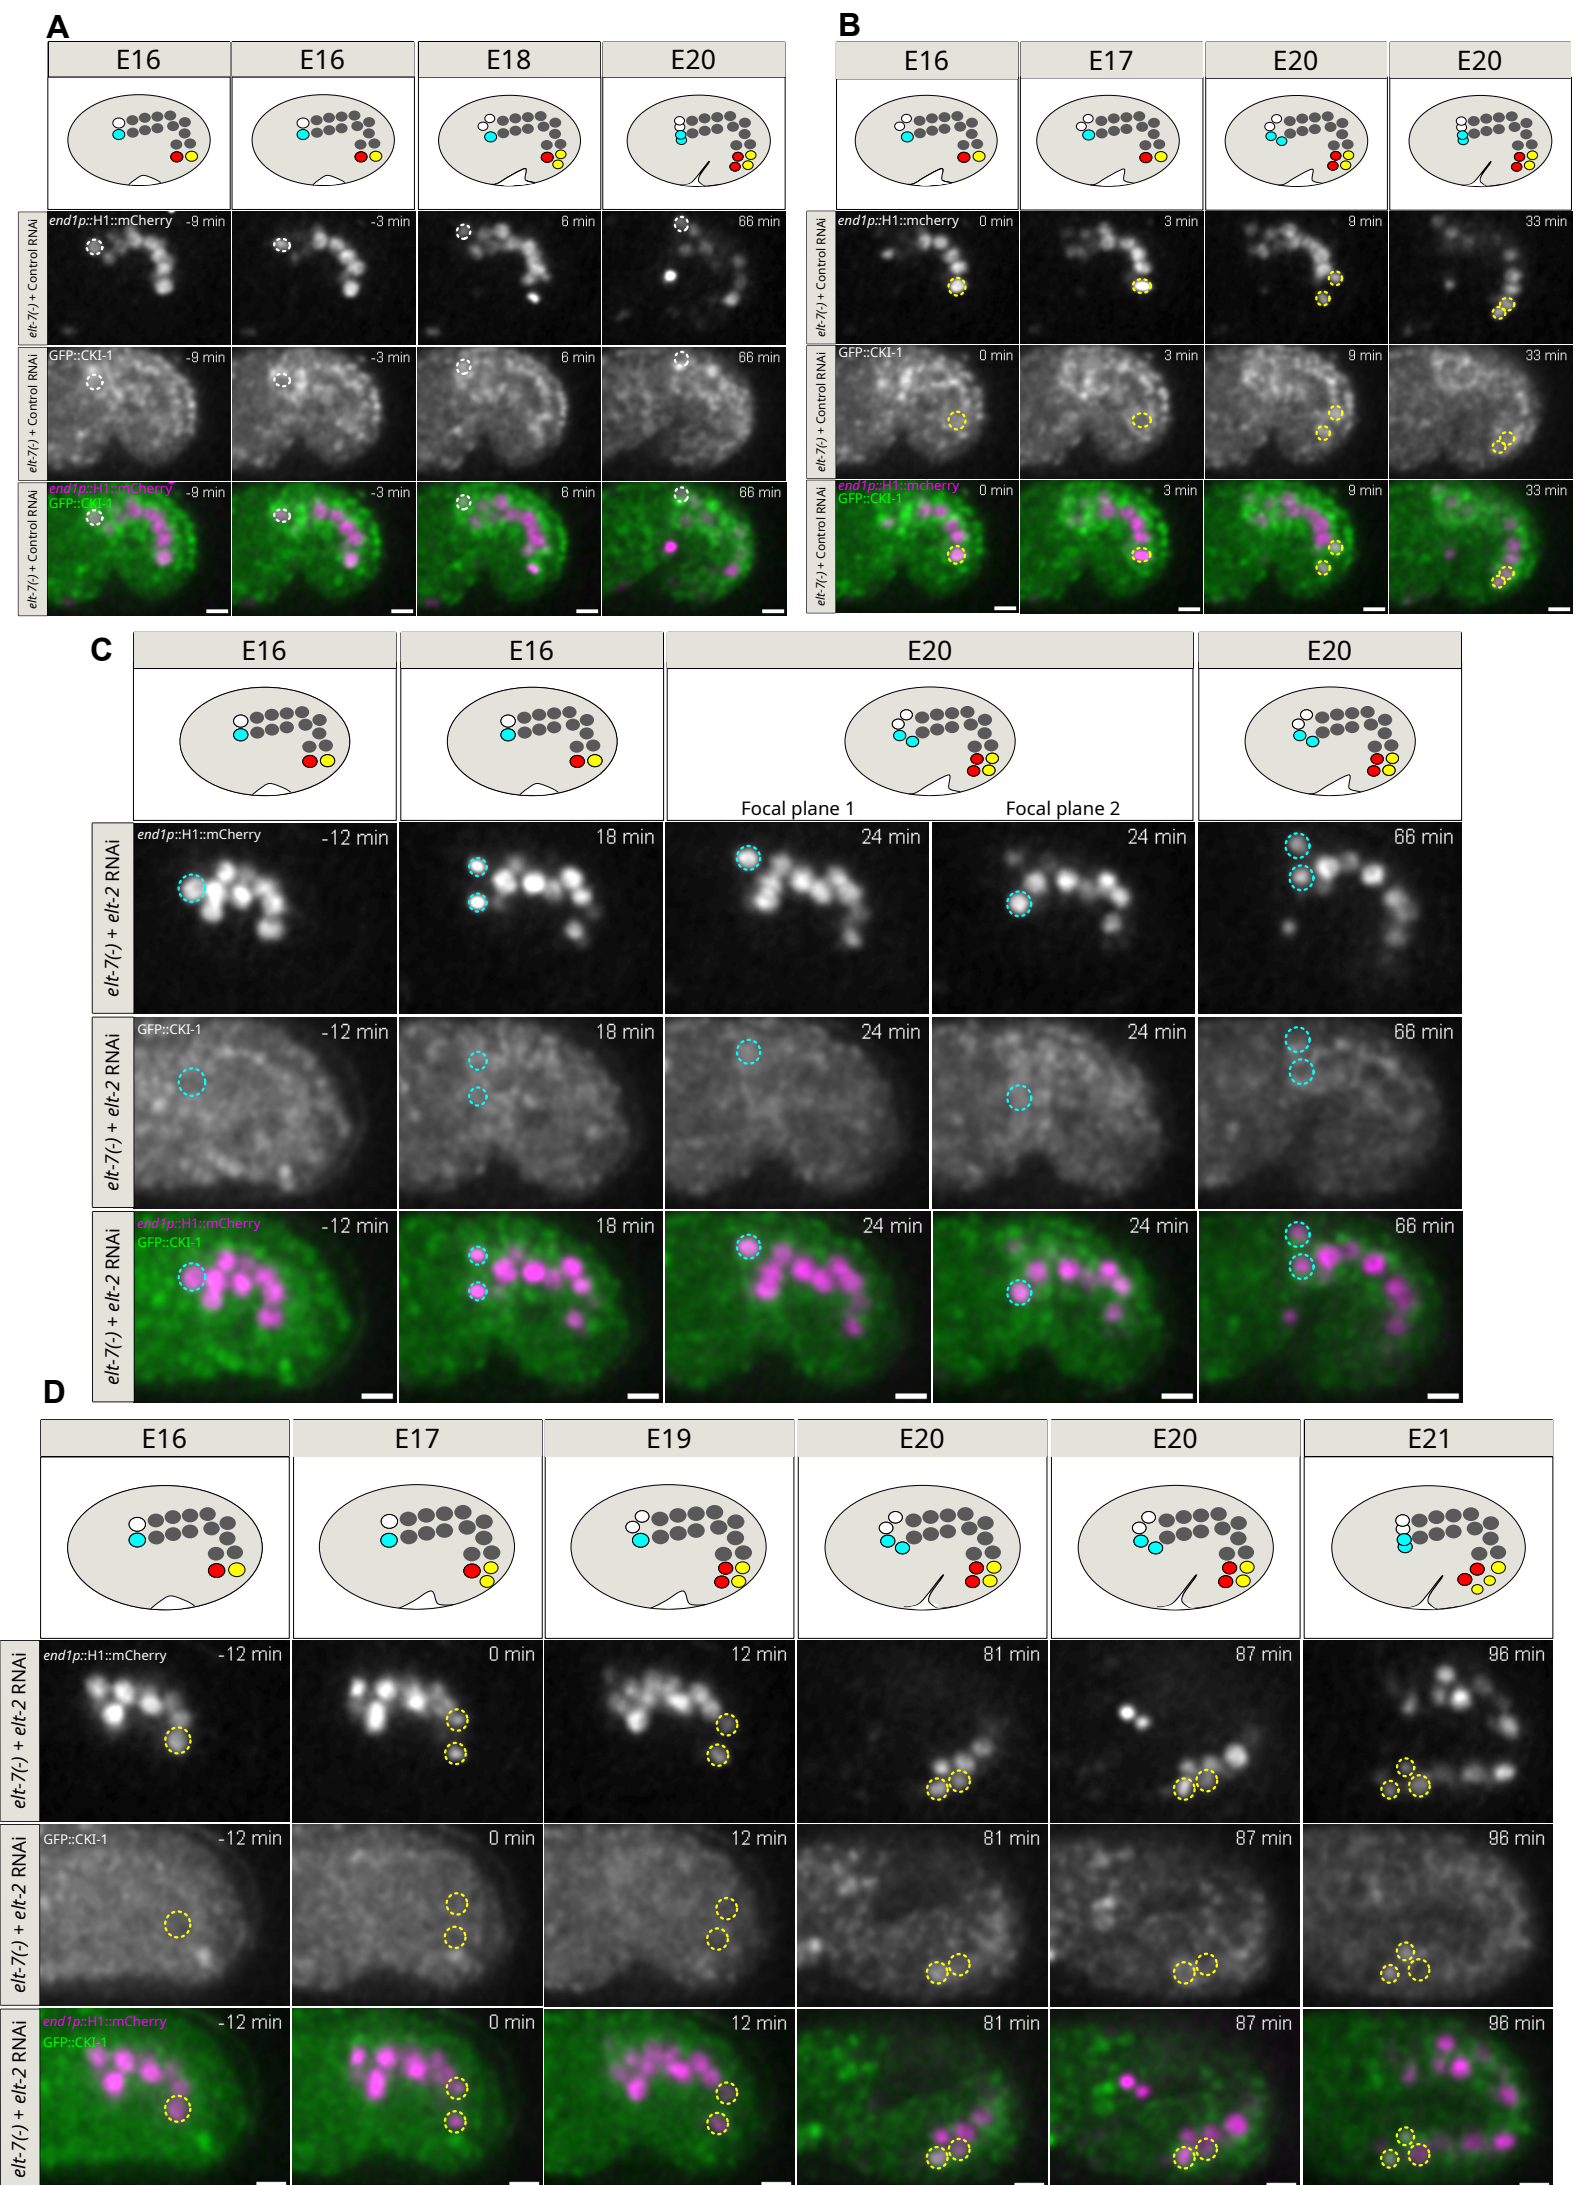 A
E16 E16 E18 E20
elt-7(-) + Control RNAi
end1p::H1::mCherry -9 min -3 min 6 min 66 min
elt-7(-) + Control RNAi
GFP::CKI-1 -9 min -3 min 6 min 66 min
elt-7(-) + Control RNAi
end1p::H1::mCherry -9 min -3 min 6 min 66 min
GFP::CKI-1
B
E16 E17 E20 E20
elt-7(-) + Control RNAi
end1p::H1::mcherry 0 min 3 min 9 min 33 min
elt-7(-) + Control RNAi
GFP::CKI-1 0 min 3 min 9 min 33 min
elt-7(-) + Control RNAi
end1p::H1::mcherry 0 min 3 min 9 min 33 min
GFP::CKI-1
C
E16 E16 E20 E20
Focal plane 1 Focal plane 2
elt-7(-) + elt-2 RNAi
end1p::H1::mCherry -12 min 18 min 24 min 24 min 66 min
elt-7(-) + elt-2 RNAi
GFP::CKI-1 -12 min 18 min 24 min 24 min 66 min
elt-7(-) + elt-2 RNAi
end1p::H1::mCherry -12 min 18 min 24 min 24 min 66 min
GFP::CKI-1
D
E16 E17 E19 E20 E20 E21
elt-7(-) + elt-2 RNAi
end1p::H1::mCherry -12 min 0 min 12 min 81 min 87 min 96 min
elt-7(-) + elt-2 RNAi
GFP::CKI-1 -12 min 0 min 12 min 81 min 87 min 96 min
elt-7(-) + elt-2 RNAi
end1p::H1::mCherry -12 min 0 min 12 min 81 min 87 min 96 min
GFP::CKI-1